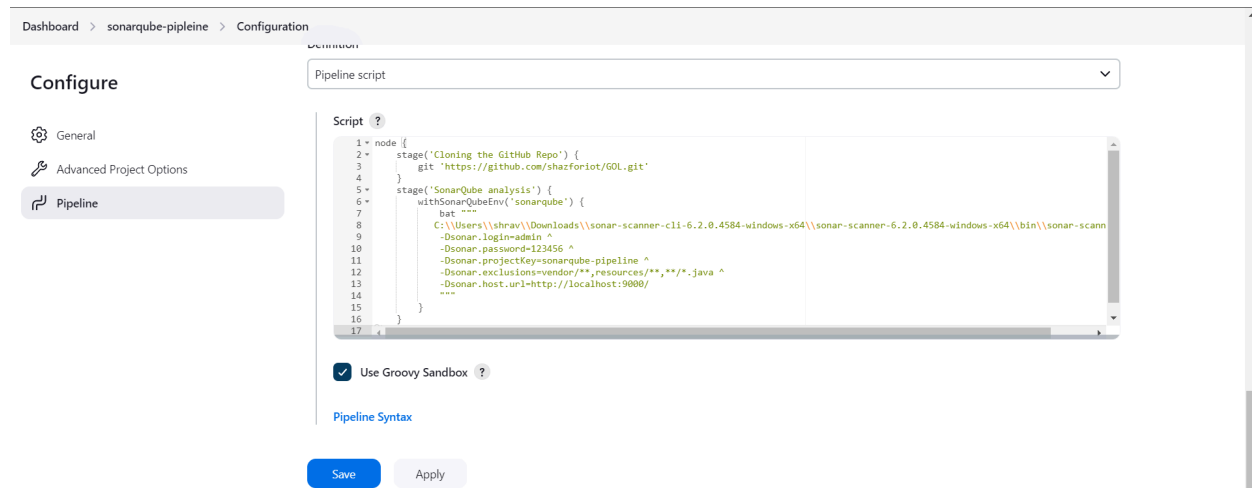 Dashboard > sonarqube-pipleine > Configuration
Definition
Configure
General
Advanced Project Options
Pipeline
Pipeline script
Script ?
1 node {
2 stage('Cloning the GitHub Repo') {
3 git 'https://github.com/shazforiot/GOL.git'
4 }
5 stage('SonarQube analysis') {
6 withSonarQubeEnv('sonarqube') {
7 bat """
8 C:\\Users\\shrav\\Downloads\\sonar-scanner-cli-6.2.0.4584-windows-x64\\sonar-scanner-6.2.0.4584-windows-x64\\bin\\sonar-scann
9 -Dsonar.login=admin ^
10 -Dsonar.password=123456 ^
11 -Dsonar.projectKey=sonarqube-pipeline ^
12 -Dsonar.exclusions=vendor/**,resources/**,**/*.java ^
13 -Dsonar.host.url=http://localhost:9000/
14 """
15 }
16 }
17
Use Groovy Sandbox ?
Pipeline Syntax
Save Apply